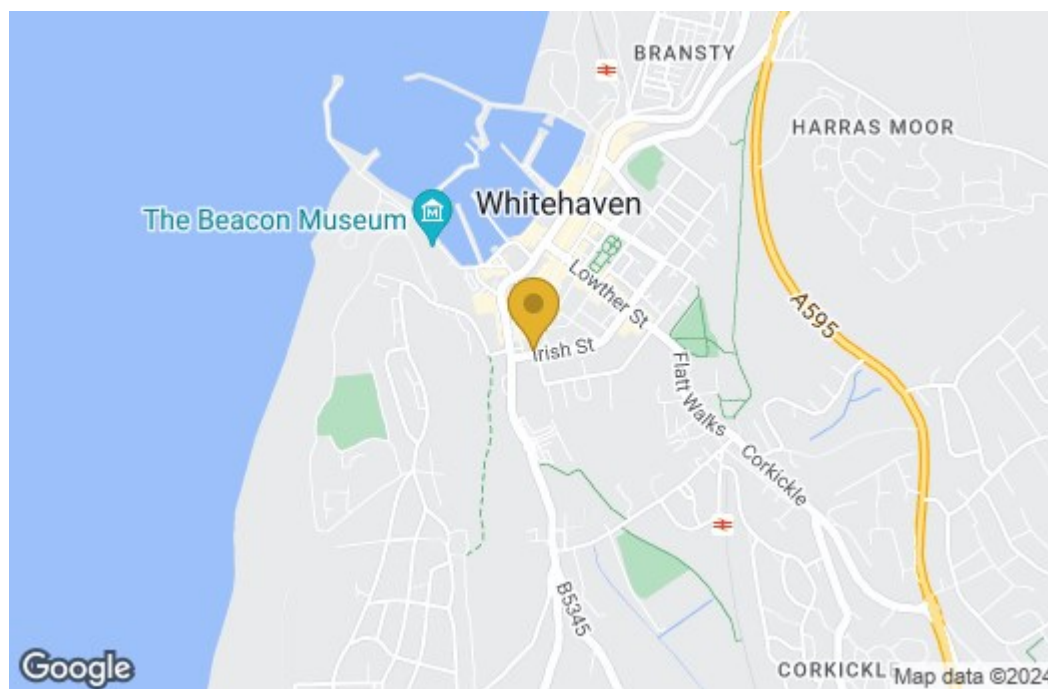 BRANSTY
HARRAS MOOR
Whitehaven
The Beacon Museum
M
Lowther St
A595
Irish St
Flatt Walks
Corkickle
B5345
CORKICKLE
Google
Map data ©2024